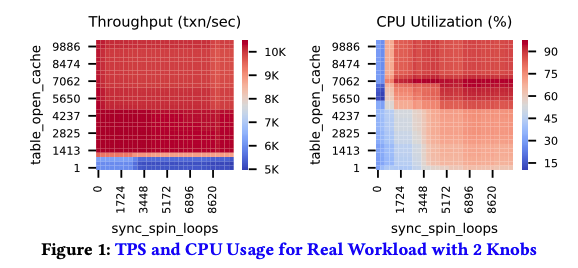 Throughput (txn/sec)
table_open_cache
9886
8474
7062
5650
4237
2825
1413
1
0
1724
3448
5172
6896
8620
sync_spin_loops
10K
9K
8K
7K
6K
5K
CPU Utilization (%)
table_open_cache
9886
8474
7062
5650
4237
2825
1413
1
0
1724
3448
5172
6896
8620
sync_spin_loops
90
75
60
45
30
15
Figure 1: TPS and CPU Usage for Real Workload with 2 Knobs